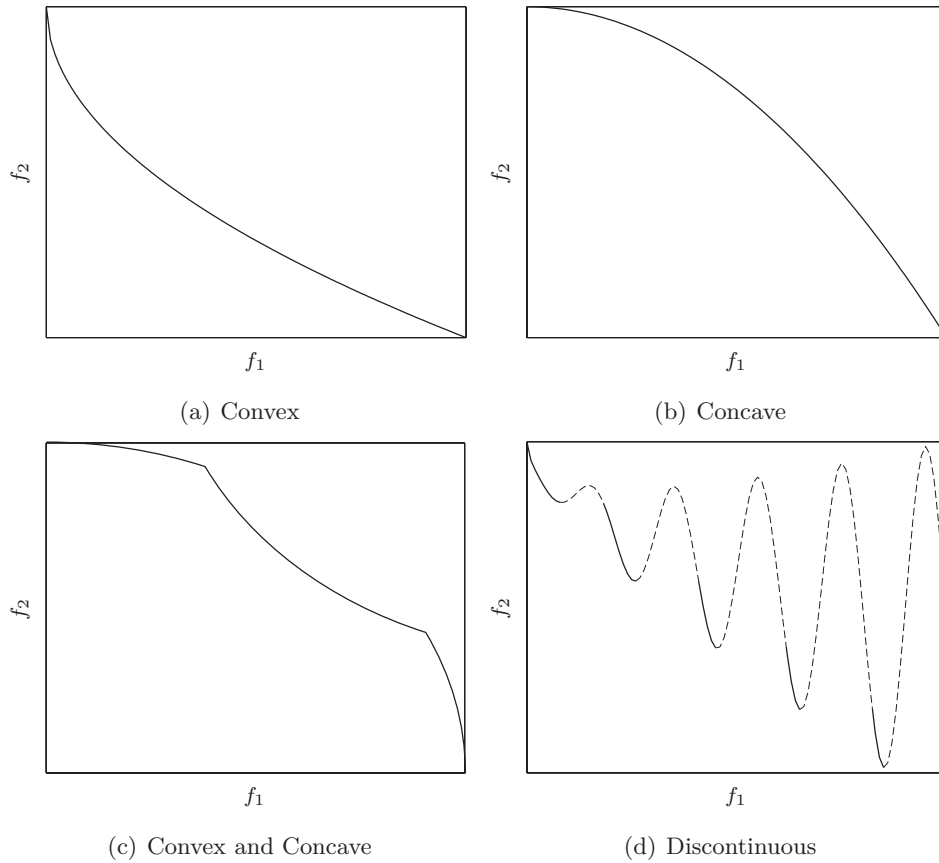 f2
f2
f1
f1
(a) Convex
(b) Concave
f2
f2
f1
f1
(c) Convex and Concave
(d) Discontinuous